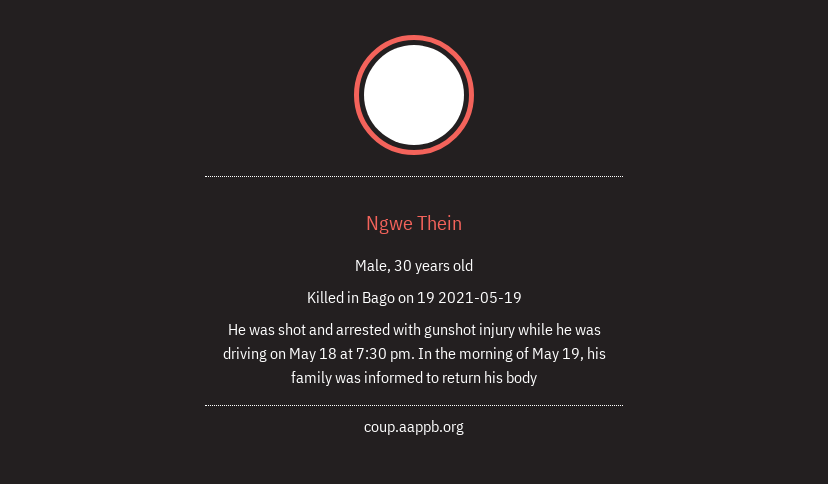 Ngwe Thein
Male, 30 years old
Killed in Bago on 19 2021-05-19
He was shot and arrested with gunshot injury while he was
driving on May 18 at 7:30 pm. In the morning of May 19, his
family was informed to return his body
coup.aappb.org